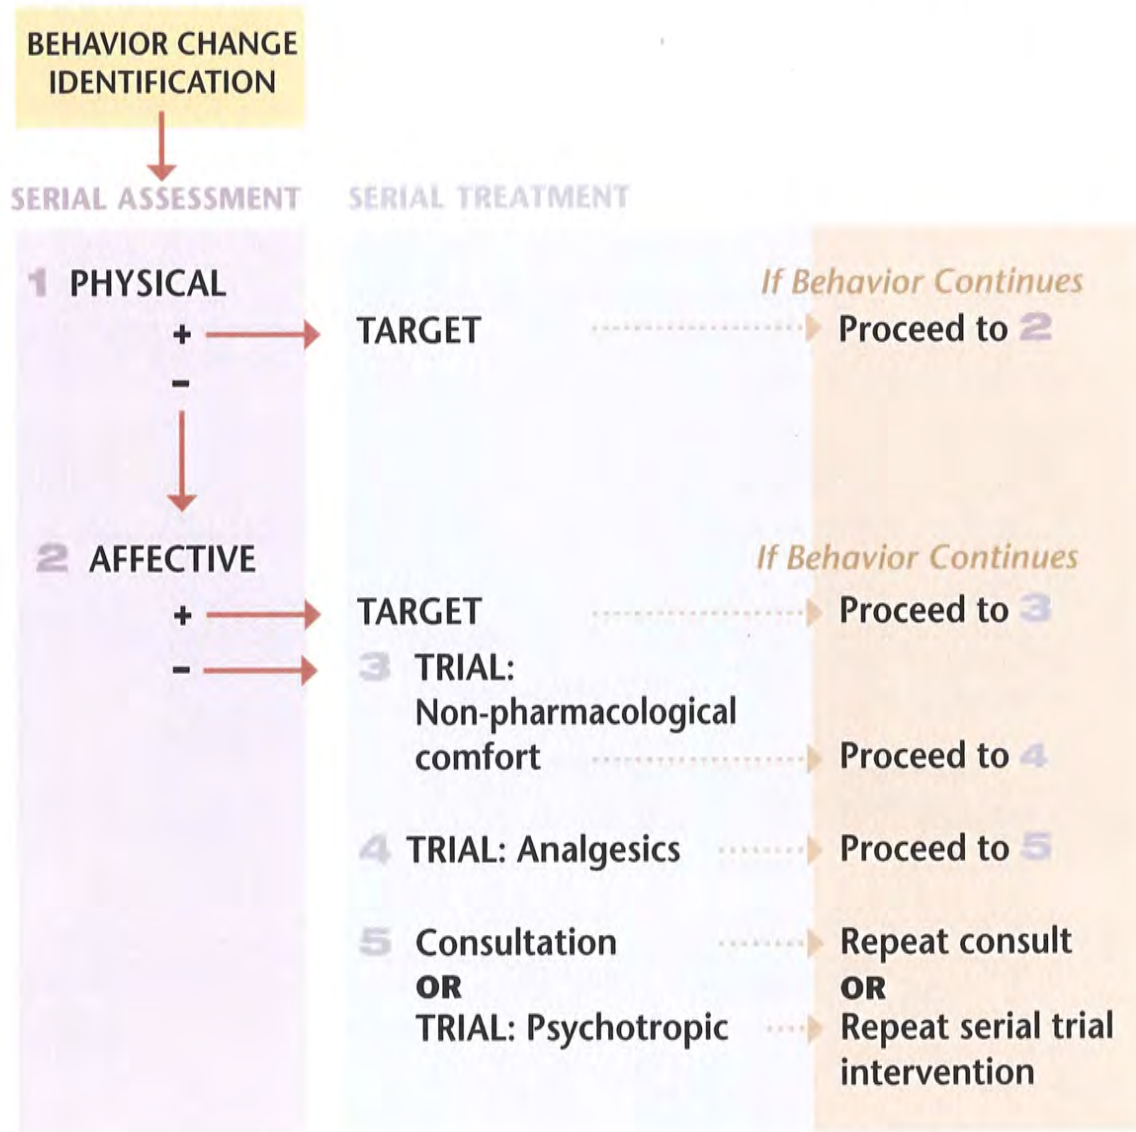 BEHAVIOR CHANGE
IDENTIFICATION
SERIAL ASSESSMENT SERIAL TREATMENT
1 PHYSICAL
If Behavior Continues
+ TARGET Proceed to 2
-
2 AFFECTIVE
If Behavior Continues
+ TARGET Proceed to 3
- 3 TRIAL:
Non-pharmacological
comfort Proceed to 4
4 TRIAL: Analgesics Proceed to 5
5 Consultation Repeat consult
OR OR
TRIAL: Psychotropic Repeat serial trial
intervention